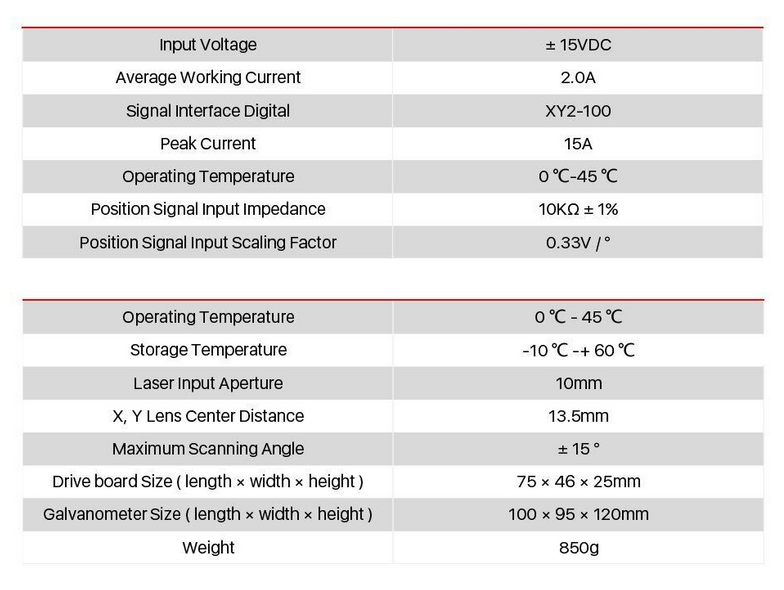 Input Voltage ± 15VDC
Average Working Current 2.0A
Signal Interface Digital XY2-100
Peak Current 15A
Operating Temperature 0 ℃-45 ℃
Position Signal Input Impedance 10KΩ ± 1%
Position Signal Input Scaling Factor 0.33V / °
Operating Temperature 0 ℃ - 45 ℃
Storage Temperature -10 ℃ -+ 60 ℃
Laser Input Aperture 10mm
X, Y Lens Center Distance 13.5mm
Maximum Scanning Angle ± 15 °
Drive board Size ( length × width × height ) 75 × 46 × 25mm
Galvanometer Size ( length × width × height ) 100 × 95 × 120mm
Weight 850g